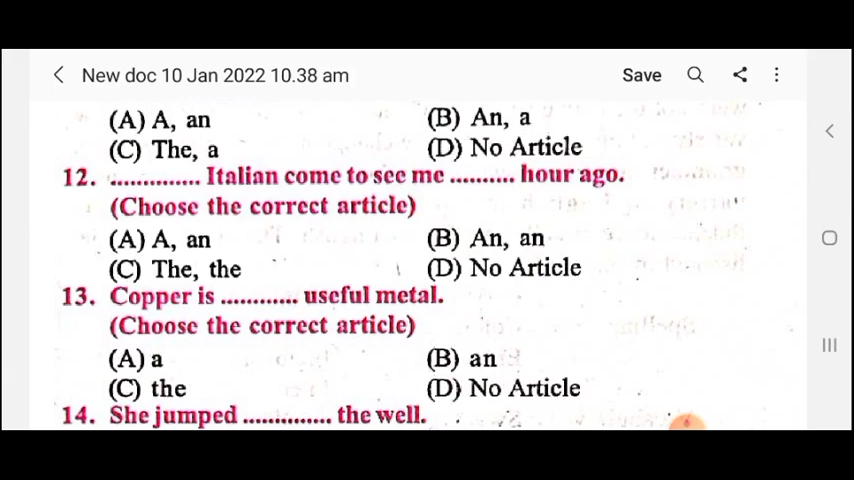 New doc 10 Jan 2022 10.38 am Save
(A) A, an (B) An, a
(C) The, a (D) No Article
12. .............. Italian come to see me .......... hour ago.
(Choose the correct article)
(A) A, an (B) An, an
(C) The, the (D) No Article
13. Copper is ............ useful metal.
(Choose the correct article)
(A) a (B) an
(C) the (D) No Article
14. She jumped .............. the well.
6